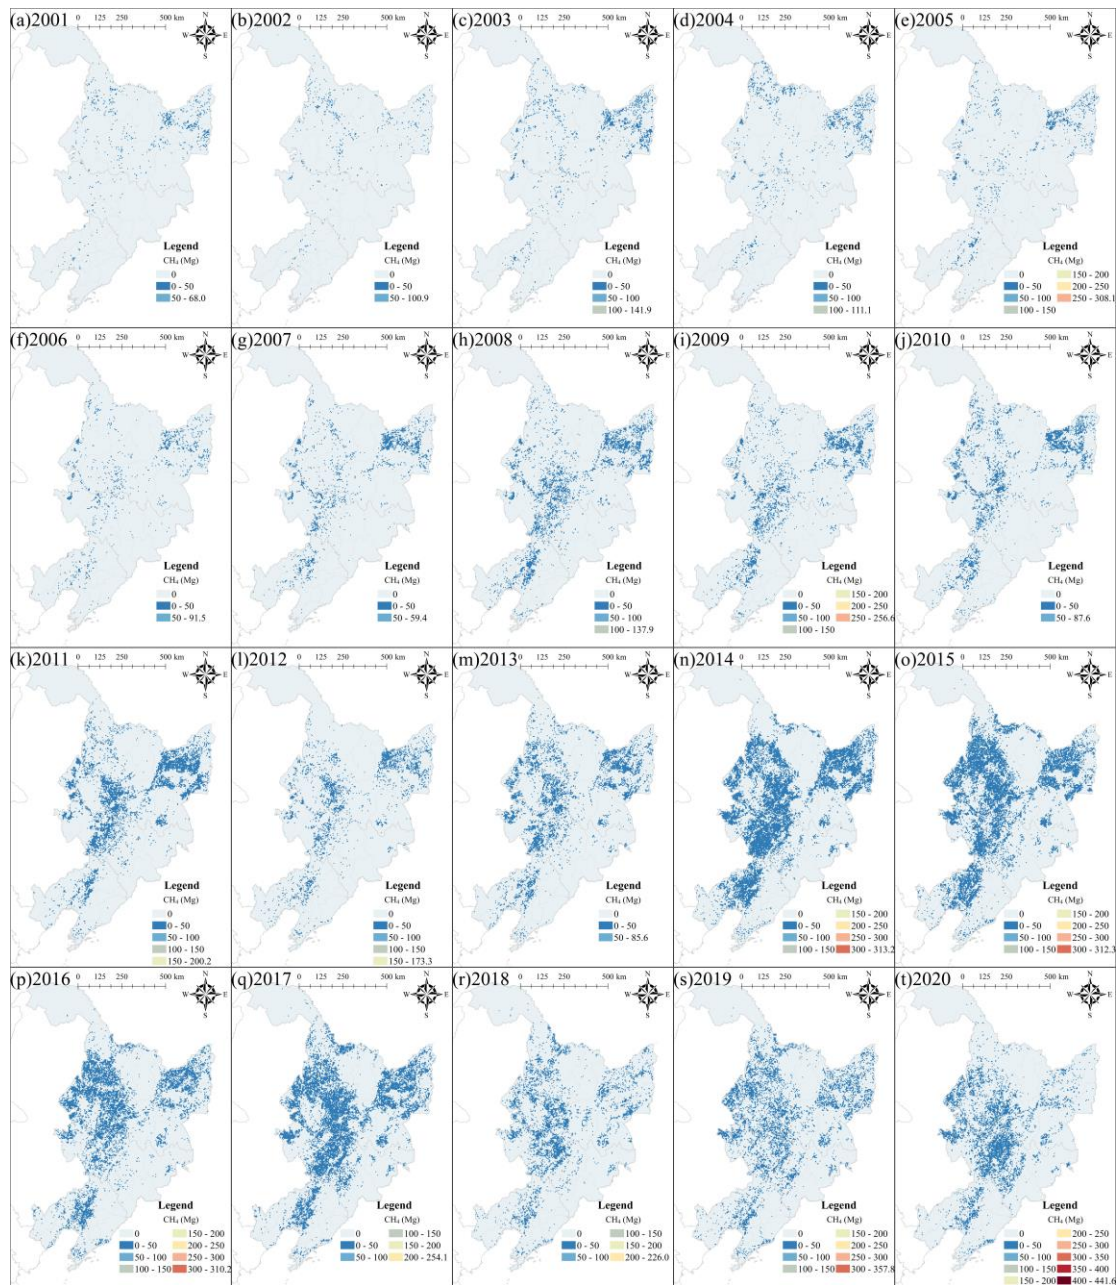 (a)2001
0 125 250 500 km
N
W E
S
Legend
CH₄ (Mg)
0
0 - 50
50 - 68.0
(b)2002
0 125 250 500 km
N
W E
S
Legend
CH₄ (Mg)
0
0 - 50
50 - 100.9
(c)2003
0 125 250 500 km
N
W E
S
Legend
CH₄ (Mg)
0
0 - 50
50 - 100
100 - 141.9
(d)2004
0 125 250 500 km
N
W E
S
Legend
CH₄ (Mg)
0
0 - 50
50 - 100
100 - 111.1
(e)2005
0 125 250 500 km
N
W E
S
Legend
CH₄ (Mg)
0 150 - 200
0 - 50 200 - 250
50 - 100 250 - 308.1
100 - 150
(f)2006
0 125 250 500 km
N
W E
S
Legend
CH₄ (Mg)
0
0 - 50
50 - 91.5
(g)2007
0 125 250 500 km
N
W E
S
Legend
CH₄ (Mg)
0
0 - 50
50 - 59.4
(h)2008
0 125 250 500 km
N
W E
S
Legend
CH₄ (Mg)
0
0 - 50
50 - 100
100 - 137.9
(i)2009
0 125 250 500 km
N
W E
S
Legend
CH₄ (Mg)
0 150 - 200
0 - 50 200 - 250
50 - 100 250 - 256.6
100 - 150
(j)2010
0 125 250 500 km
N
W E
S
Legend
CH₄ (Mg)
0
0 - 50
50 - 87.6
(k)2011
0 125 250 500 km
N
W E
S
Legend
CH₄ (Mg)
0
0 - 50
50 - 100
100 - 150
150 - 200.2
(l)2012
0 125 250 500 km
N
W E
S
Legend
CH₄ (Mg)
0
0 - 50
50 - 100
100 - 150
150 - 173.3
(m)2013
0 125 250 500 km
N
W E
S
Legend
CH₄ (Mg)
0
0 - 50
50 - 85.6
(n)2014
0 125 250 500 km
N
W E
S
Legend
CH₄ (Mg)
0 150 - 200
0 - 50 200 - 250
50 - 100 250 - 300
100 - 150 300 - 313.2
(o)2015
0 125 250 500 km
N
W E
S
Legend
CH₄ (Mg)
0 150 - 200
0 - 50 200 - 250
50 - 100 250 - 300
100 - 150 300 - 312.3
(p)2016
0 125 250 500 km
N
W E
S
Legend
CH₄ (Mg)
0 150 - 200
0 - 50 200 - 250
50 - 100 250 - 300
100 - 150 300 - 310.2
(q)2017
0 125 250 500 km
N
W E
S
Legend
CH₄ (Mg)
0 100 - 150
0 - 50 150 - 200
50 - 100 200 - 254.1
(r)2018
0 125 250 500 km
N
W E
S
Legend
CH₄ (Mg)
0 100 - 150
0 - 50 150 - 200
50 - 100 200 - 226.0
(s)2019
0 125 250 500 km
N
W E
S
Legend
CH₄ (Mg)
0 150 - 200
0 - 50 200 - 250
50 - 100 250 - 300
100 - 150 300 - 357.8
(t)2020
0 125 250 500 km
N
W E
S
Legend
CH₄ (Mg)
0 200 - 250
0 - 50 250 - 300
50 - 100 300 - 350
100 - 150 350 - 400
150 - 200 400 - 441.6